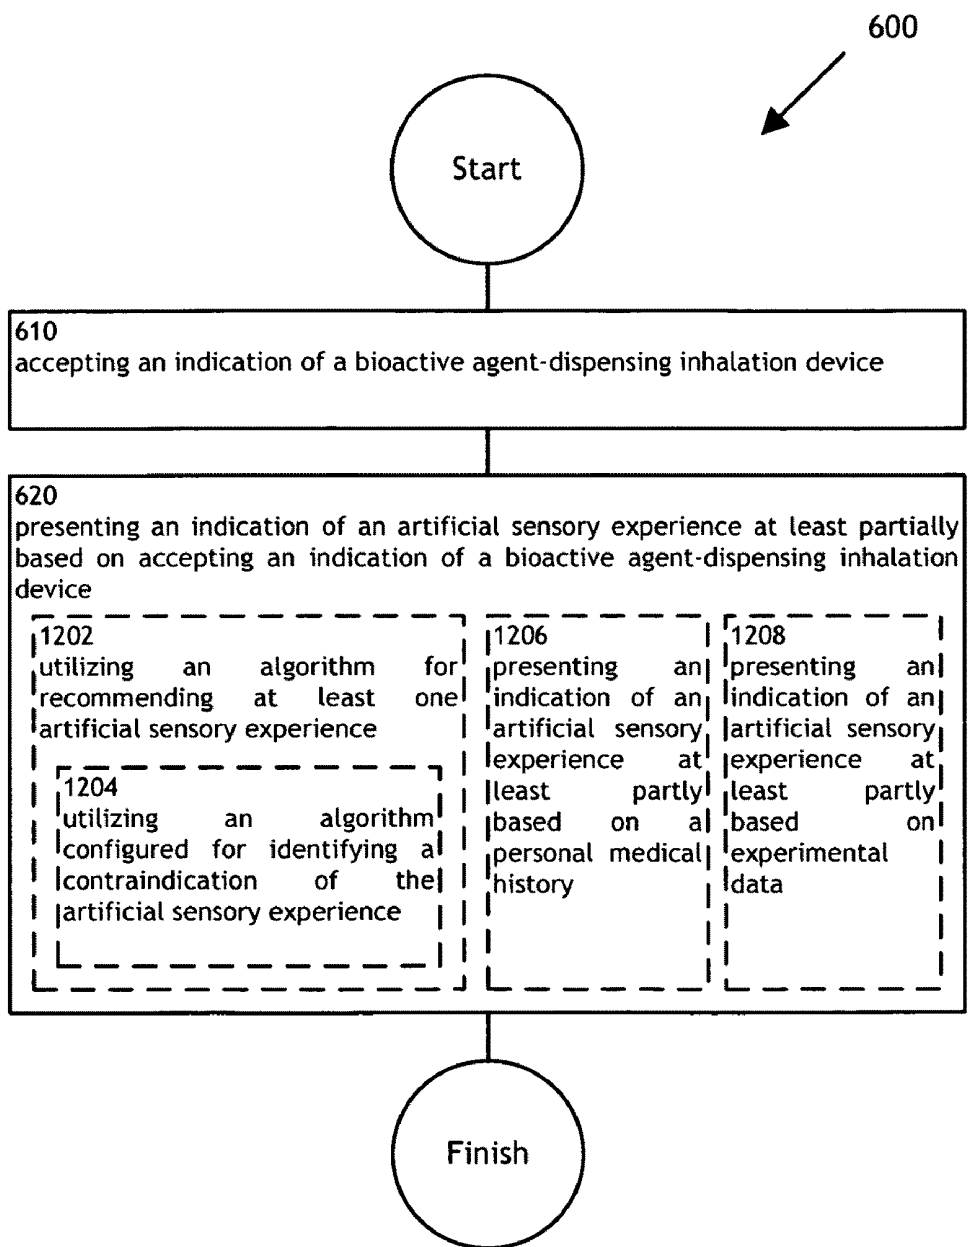 600
Start
610
accepting an indication of a bioactive agent-dispensing inhalation device
620
presenting an indication of an artificial sensory experience at least partially
based on accepting an indication of a bioactive agent-dispensing inhalation
device
1202
utilizing an algorithm for
recommending at least one
artificial sensory experience
1204
utilizing an algorithm
configured for identifying a
contraindication of the
artificial sensory experience
1206
presenting an
indication of an
artificial sensory
experience at
least partly
based on a
personal medical
history
1208
presenting an
indication of an
artificial sensory
experience at
least partly
based on
experimental
data
Finish